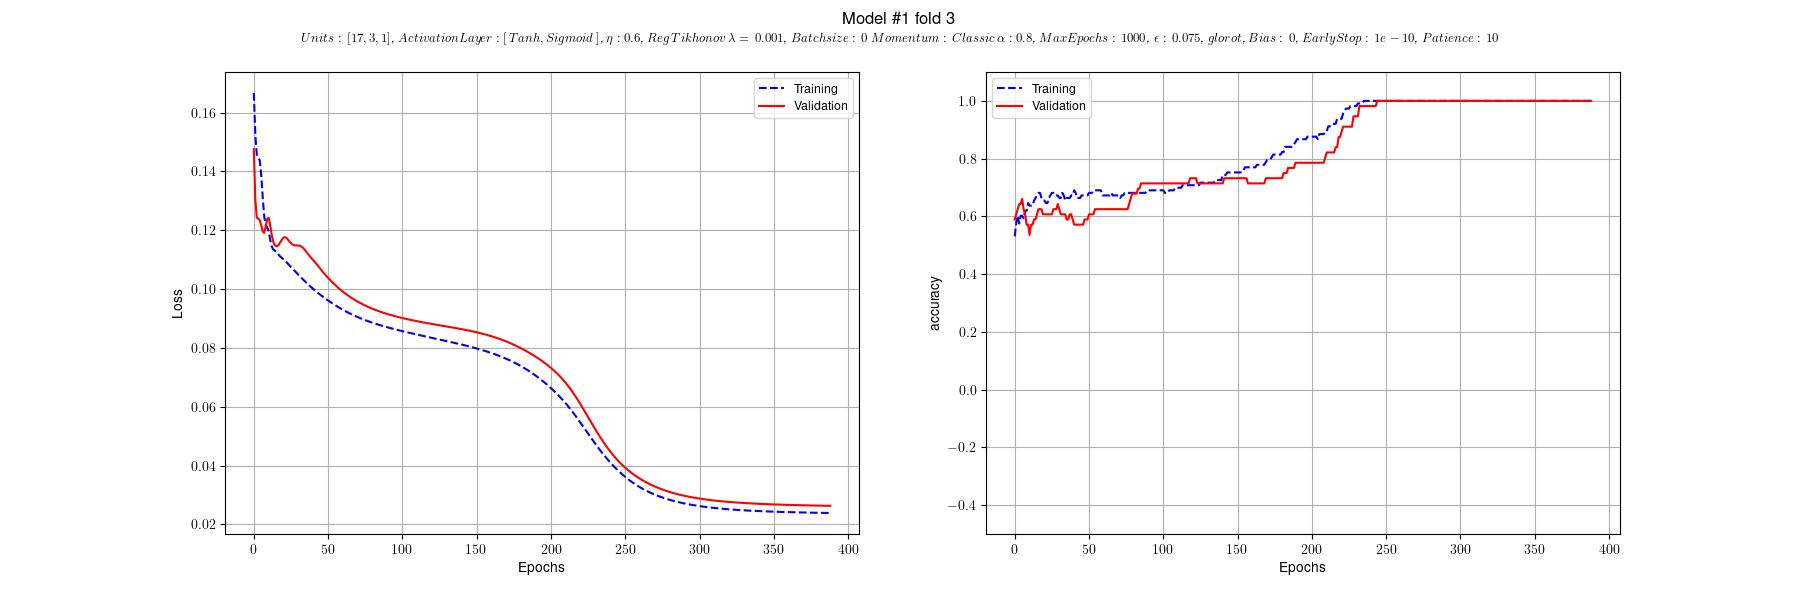 Model #1 fold 3
Units : [17, 3, 1], ActivationLayer : [Tanh, Sigmoid], η : 0.6, RegTikhonov λ = 0.001, Batchsize : 0 Momentum : Classic α : 0.8, MaxEpochs : 1000, ϵ : 0.075, glorot, Bias : 0, EarlyStop : 1e − 10, Patience : 10
Training
Validation
0.16
0.14
0.12
0.10
0.08
0.06
0.04
0.02
Loss
0 50 100 150 200 250 300 350 400
Epochs
Training
Validation
1.0
0.8
0.6
0.4
0.2
0.0
−0.2
−0.4
accuracy
0 50 100 150 200 250 300 350 400
Epochs